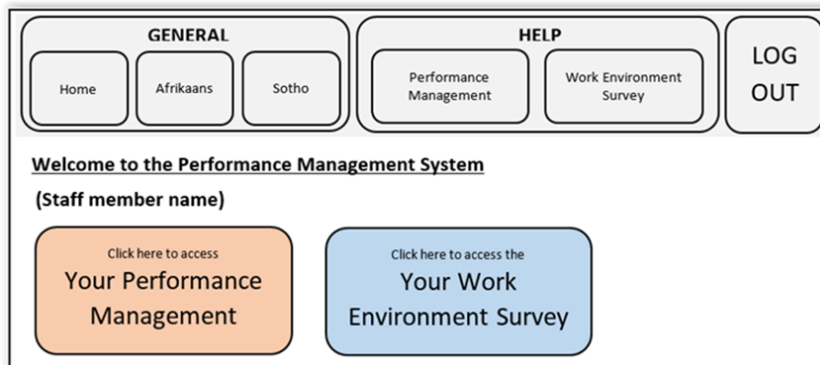 GENERAL
Home
Afrikaans
Sotho
HELP
Performance
Management
Work Environment
Survey
LOG
OUT
Welcome to the Performance Management System
(Staff member name)
Click here to access
Your Performance
Management
Click here to access the
Your Work
Environment Survey